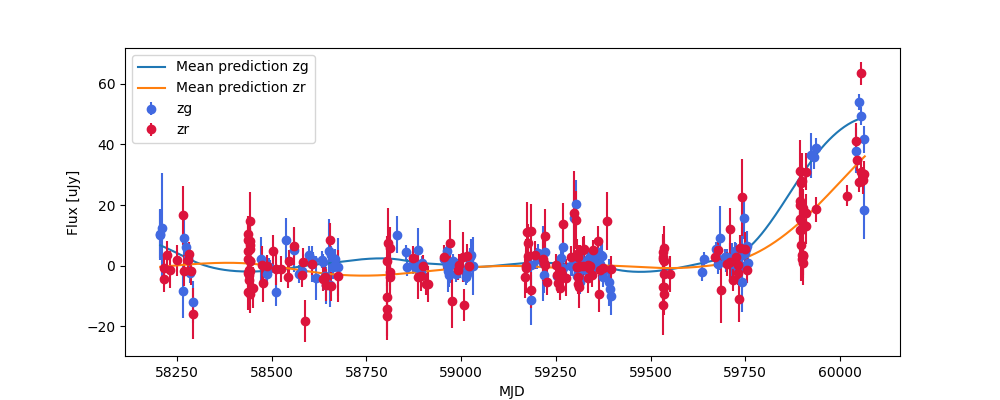 Mean prediction zg
Mean prediction zr
zg
zr
60
40
20
0
−20
Flux [uJy]
58250 58500 58750 59000 59250 59500 59750 60000
MJD